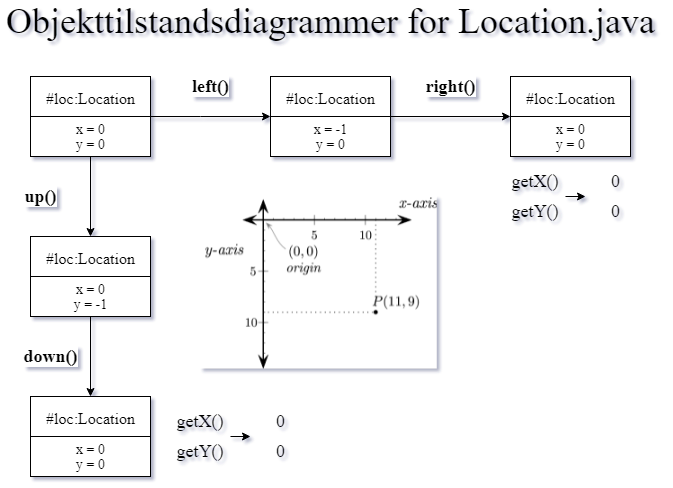 Objekttilstandsdiagrammer for Location.java
#loc:Location
x = 0
y = 0
left()
#loc:Location
x = -1
y = 0
right()
#loc:Location
x = 0
y = 0
getX() 0
getY() 0
up()
#loc:Location
x = 0
y = -1
down()
#loc:Location
x = 0
y = 0
getX() 0
getY() 0
x-axis
5 10
y-axis
(0,0)
origin
5
P(11,9)
10